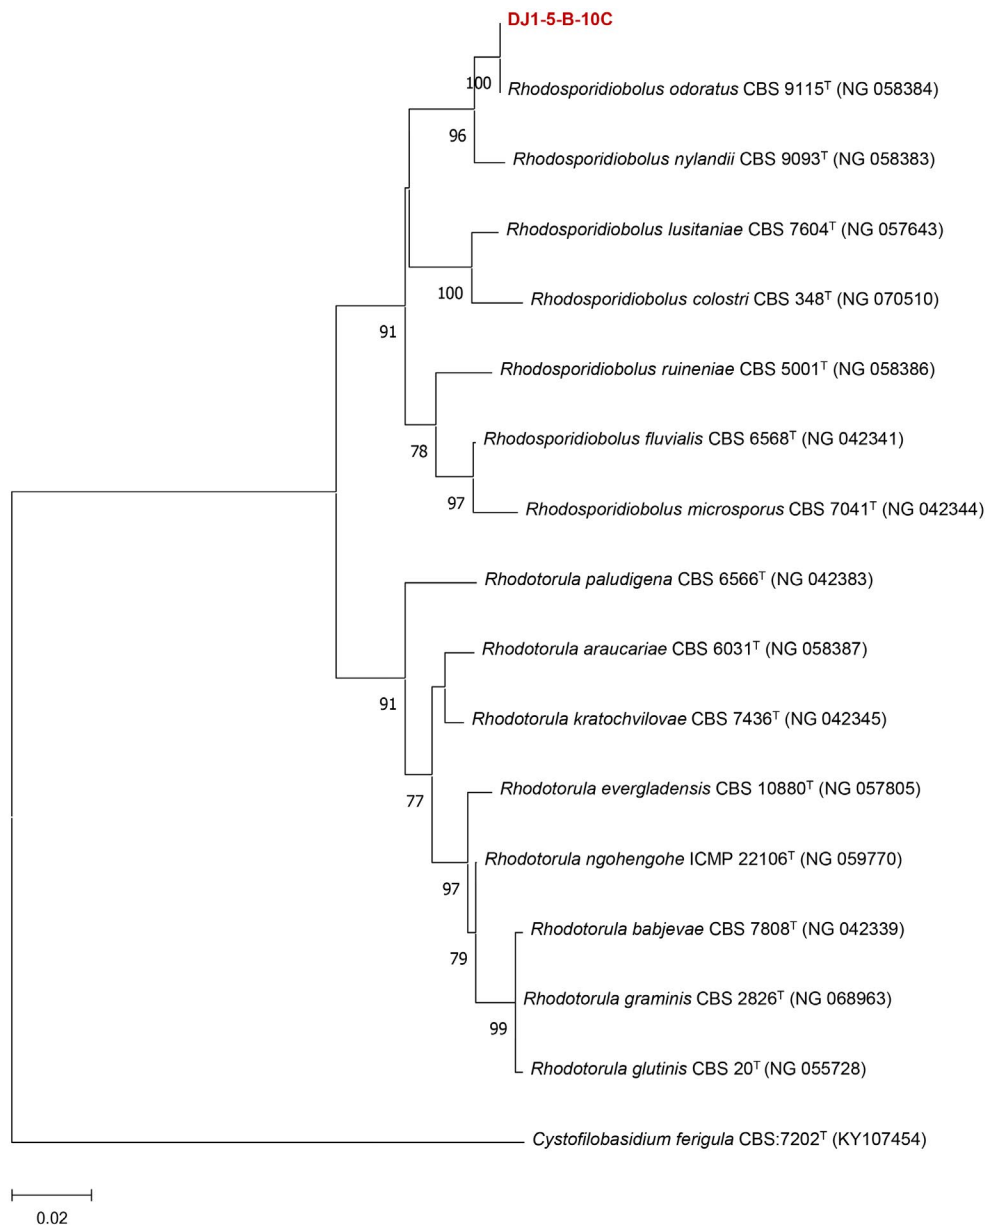 DJ1-5-B-10C
100
Rhodosporidiobolus odoratus CBS 9115ᵀ (NG 058384)
96
Rhodosporidiobolus nylandii CBS 9093ᵀ (NG 058383)
Rhodosporidiobolus lusitaniae CBS 7604ᵀ (NG 057643)
100
Rhodosporidiobolus colostri CBS 348ᵀ (NG 070510)
91
Rhodosporidiobolus ruineniae CBS 5001ᵀ (NG 058386)
Rhodosporidiobolus fluvialis CBS 6568ᵀ (NG 042341)
78
97
Rhodosporidiobolus microsporus CBS 7041ᵀ (NG 042344)
Rhodotorula paludigena CBS 6566ᵀ (NG 042383)
Rhodotorula araucariae CBS 6031ᵀ (NG 058387)
91
Rhodotorula kratochvilovae CBS 7436ᵀ (NG 042345)
77
Rhodotorula evergladensis CBS 10880ᵀ (NG 057805)
Rhodotorula ngohengohe ICMP 22106ᵀ (NG 059770)
97
Rhodotorula babjevae CBS 7808ᵀ (NG 042339)
79
Rhodotorula graminis CBS 2826ᵀ (NG 068963)
99
Rhodotorula glutinis CBS 20ᵀ (NG 055728)
Cystofilobasidium ferigula CBS:7202ᵀ (KY107454)
0.02